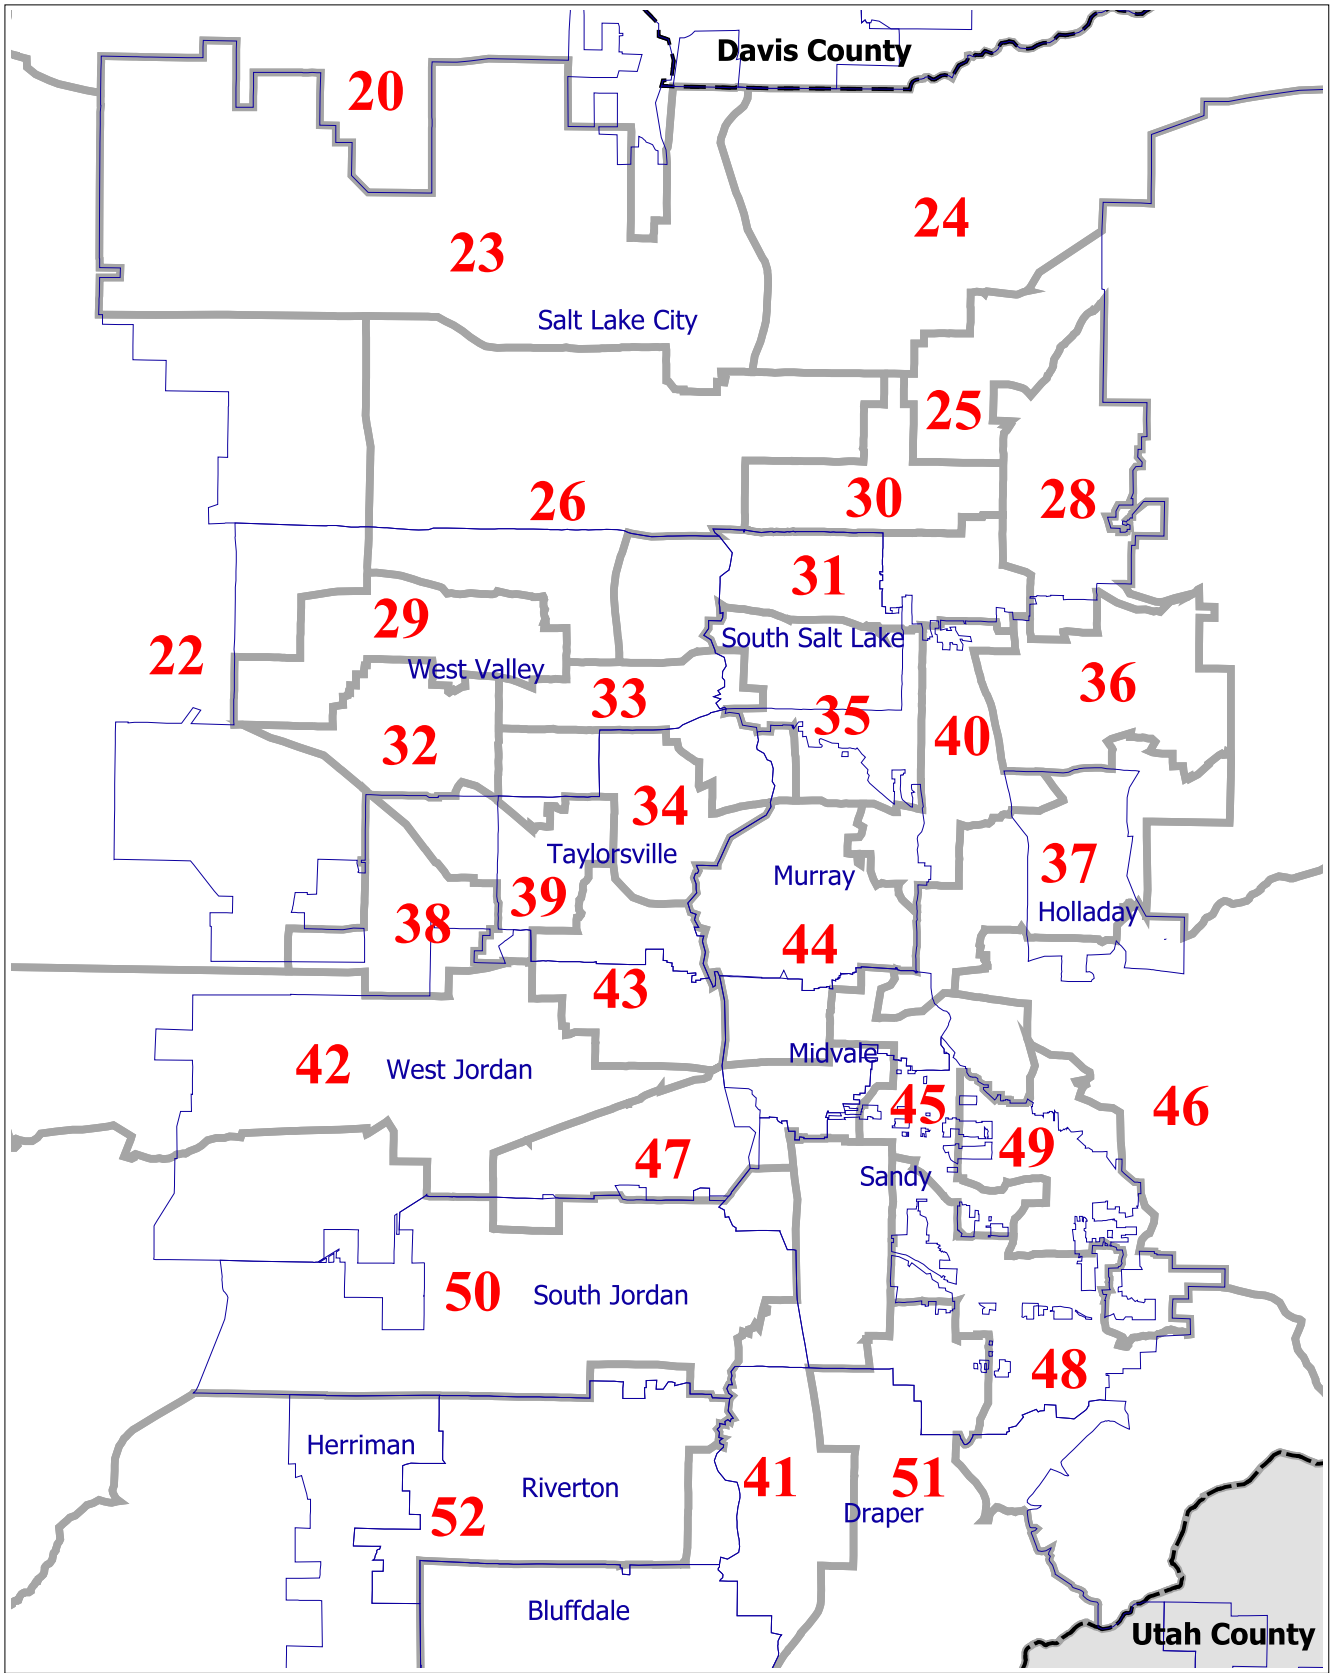 Davis County
20
24
23
Salt Lake City
25
26
30
28
31
29
South Salt Lake
22
West Valley
36
33
35
32
40
34
Taylorsville
37
Murray
39
Holladay
38
44
43
Midvale
42
West Jordan
45
46
49
47
Sandy
50
South Jordan
48
Herriman
41
51
Riverton
Draper
52
Bluffdale
Utah County